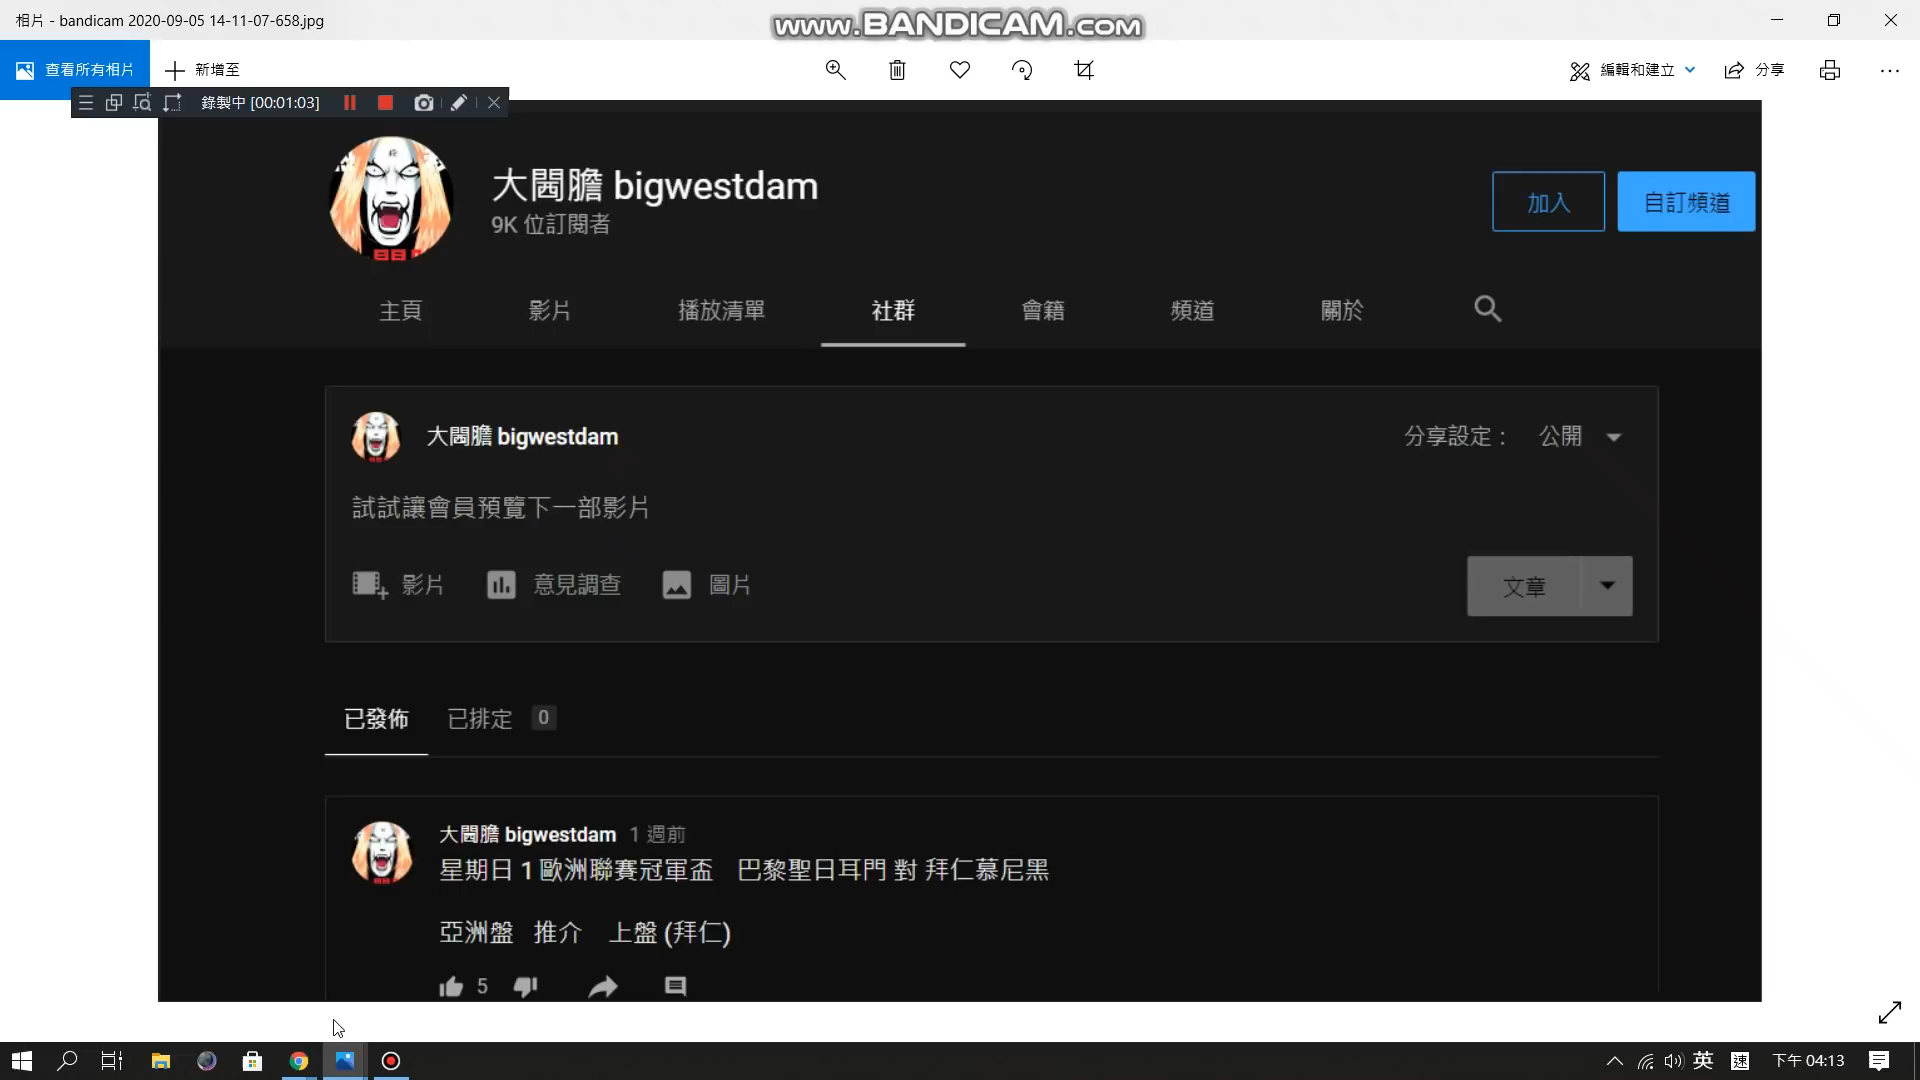 相片 - bandicam 2020-09-05 14-11-07-658.jpg
www.BANDICAM.com
查看所有相片
新增至
編輯和建立
分享
錄製中 [00:01:03]
大閪膽 bigwestdam
9K 位訂閱者
加入
自訂頻道
主頁
影片
播放清單
社群
會籍
頻道
關於
大閪膽 bigwestdam
分享設定：
公開
試試讓會員預覽下一部影片
影片
意見調查
圖片
文章
已發佈
已排定
0
大閪膽 bigwestdam 1 週前
星期日 1 歐洲聯賽冠軍盃 巴黎聖日耳門 對 拜仁慕尼黑
亞洲盤 推介 上盤 (拜仁)
5
英
速
下午 04:13